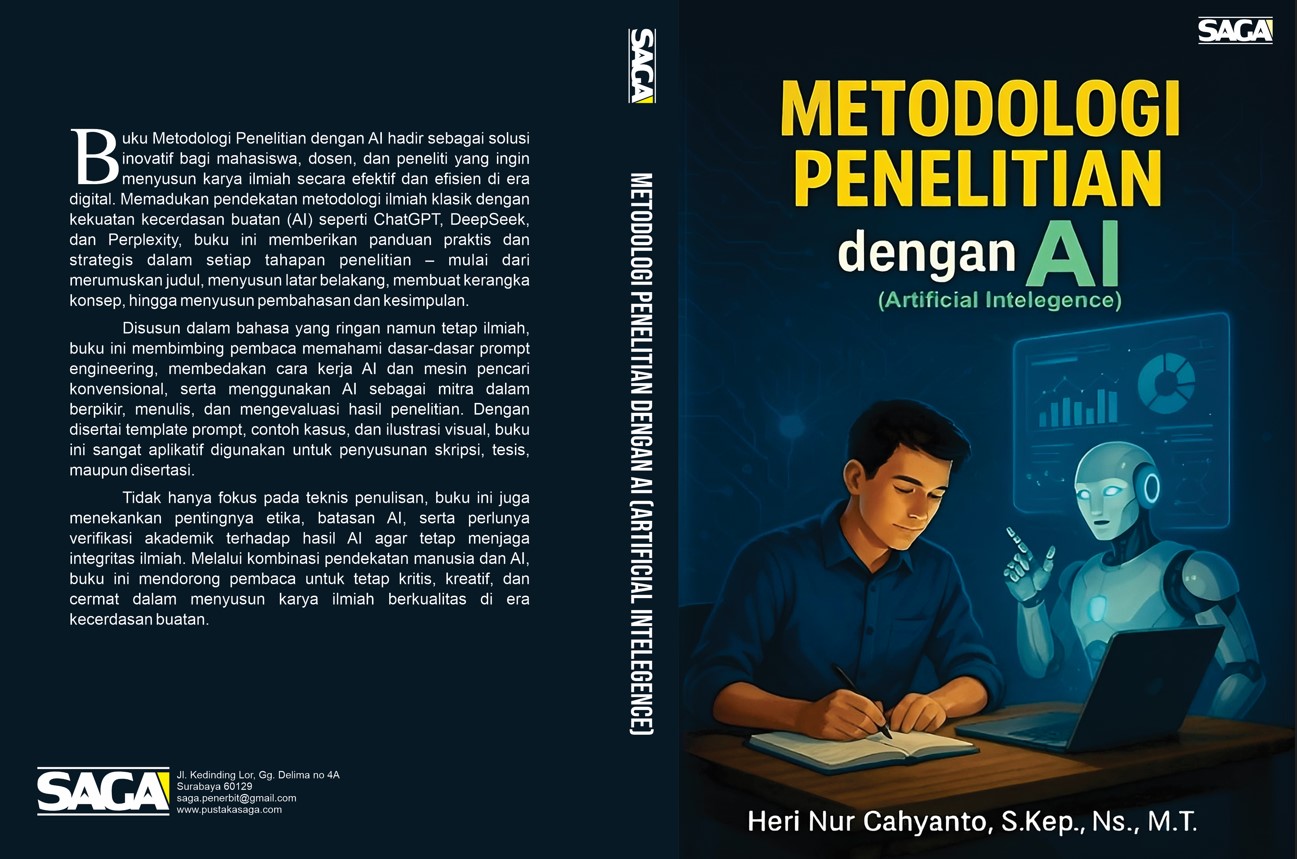 Buku Metodologi Penelitian dengan AI hadir sebagai solusi
inovatif bagi mahasiswa, dosen, dan peneliti yang ingin
menyusun karya ilmiah secara efektif dan efisien di era
digital. Memadukan pendekatan metodologi ilmiah klasik dengan
kekuatan kecerdasan buatan (AI) seperti ChatGPT, DeepSeek,
dan Perplexity, buku ini memberikan panduan praktis dan
strategis dalam setiap tahapan penelitian – mulai dari
merumuskan judul, menyusun latar belakang, membuat kerangka
konsep, hingga menyusun pembahasan dan kesimpulan.
Disusun dalam bahasa yang ringan namun tetap ilmiah,
buku ini membimbing pembaca memahami dasar-dasar prompt
engineering, membedakan cara kerja AI dan mesin pencari
konvensional, serta menggunakan AI sebagai mitra dalam
berpikir, menulis, dan mengevaluasi hasil penelitian. Dengan
disertai template prompt, contoh kasus, dan ilustrasi visual, buku
ini sangat aplikatif digunakan untuk penyusunan skripsi, tesis,
maupun disertasi.
Tidak hanya fokus pada teknis penulisan, buku ini juga
menekankan pentingnya etika, batasan AI, serta perlunya
verifikasi akademik terhadap hasil AI agar tetap menjaga
integritas ilmiah. Melalui kombinasi pendekatan manusia dan AI,
buku ini mendorong pembaca untuk tetap kritis, kreatif, dan
cermat dalam menyusun karya ilmiah berkualitas di era
kecerdasan buatan.
SAGA
Jl. Kedinding Lor, Gg. Delima no 4A
Surabaya 60129
saga.penerbit@gmail.com
www.pustakasaga.com
SAGA
METODOLOGI PENELITIAN DENGAN AI (ARTIFICIAL INTELEGENCE)
SAGA
METODOLOGI
PENELITIAN
dengan AI
(Artificial Intelegence)
Heri Nur Cahyanto, S.Kep., Ns., M.T.